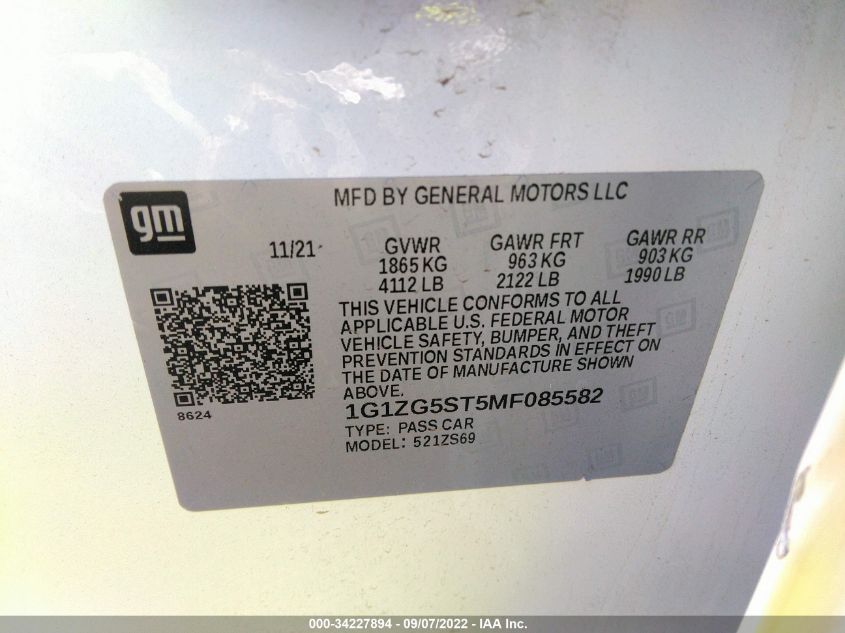 gm
MFD BY GENERAL MOTORS LLC
11/21
GVWR GAWR FRT GAWR RR
1865 KG 963 KG 903 KG
4112 LB 2122 LB 1990 LB
THIS VEHICLE CONFORMS TO ALL
APPLICABLE U.S. FEDERAL MOTOR
VEHICLE SAFETY, BUMPER, AND THEFT
PREVENTION STANDARDS IN EFFECT ON
THE DATE OF MANUFACTURE SHOWN
ABOVE.
8624
1G1ZG5ST5MF085582
TYPE: PASS CAR
MODEL: 521ZS69
000-34227894 - 09/07/2022 - IAA Inc.